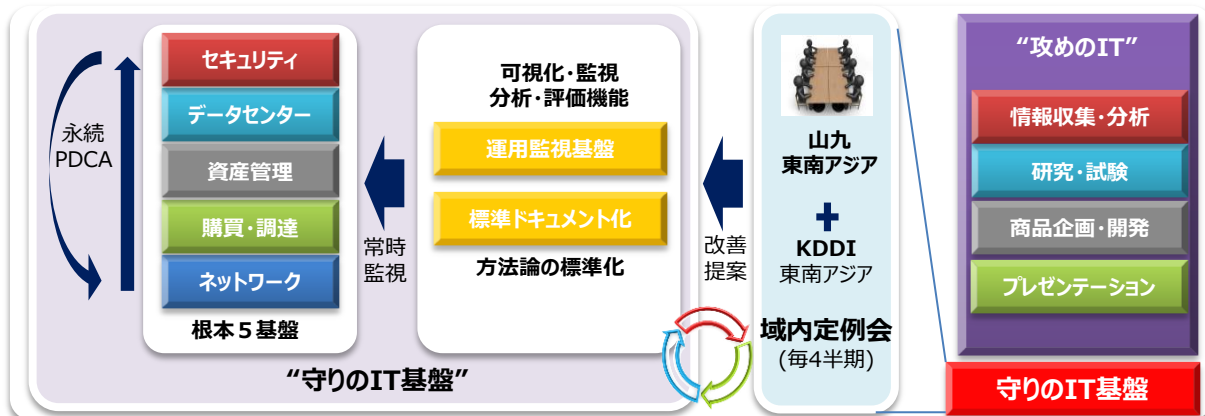 永続
PDCA
セキュリティ
データセンター
資産管理
購買・調達
ネットワーク
根本５基盤
常時
監視
可視化・監視
分析・評価機能
運用監視基盤
標準ドキュメント化
方法論の標準化
“守りのIT基盤”
改善
提案
山九
東南アジア
+
KDDI
東南アジア
域内定例会
(毎4半期)
“攻めのIT”
情報収集・分析
研究・試験
商品企画・開発
プレゼンテーション
守りのIT基盤